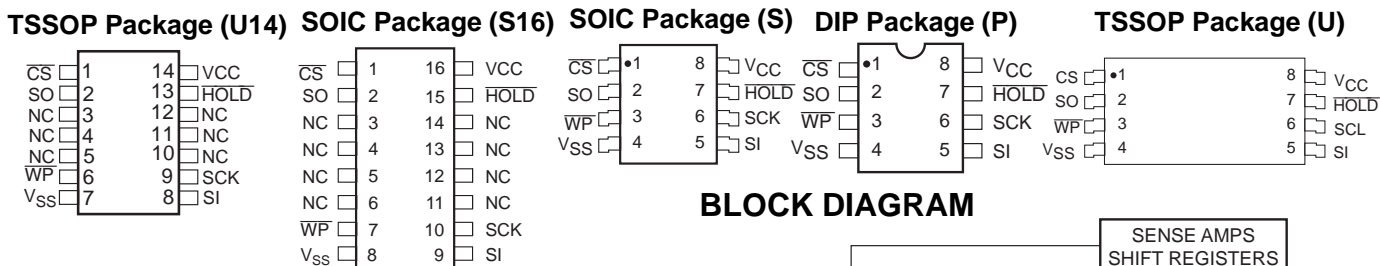 TSSOP Package (U14)
CS 1 14 VCC
SO 2 13 HOLD
NC 3 12 NC
NC 4 11 NC
NC 5 10 NC
WP 6 9 SCK
VSS 7 8 SI
SOIC Package (S16)
CS 1 16 VCC
SO 2 15 HOLD
NC 3 14 NC
NC 4 13 NC
NC 5 12 NC
NC 6 11 NC
WP 7 10 SCK
VSS 8 9 SI
SOIC Package (S)
CS 1 8 VCC
SO 2 7 HOLD
WP 3 6 SCK
VSS 4 5 SI
DIP Package (P)
CS 1 8 VCC
SO 2 7 HOLD
WP 3 6 SCK
VSS 4 5 SI
TSSOP Package (U)
CS 1 8 VCC
SO 2 7 HOLD
WP 3 6 SCL
VSS 4 5 SI
BLOCK DIAGRAM
SENSE AMPS
SHIFT REGISTERS